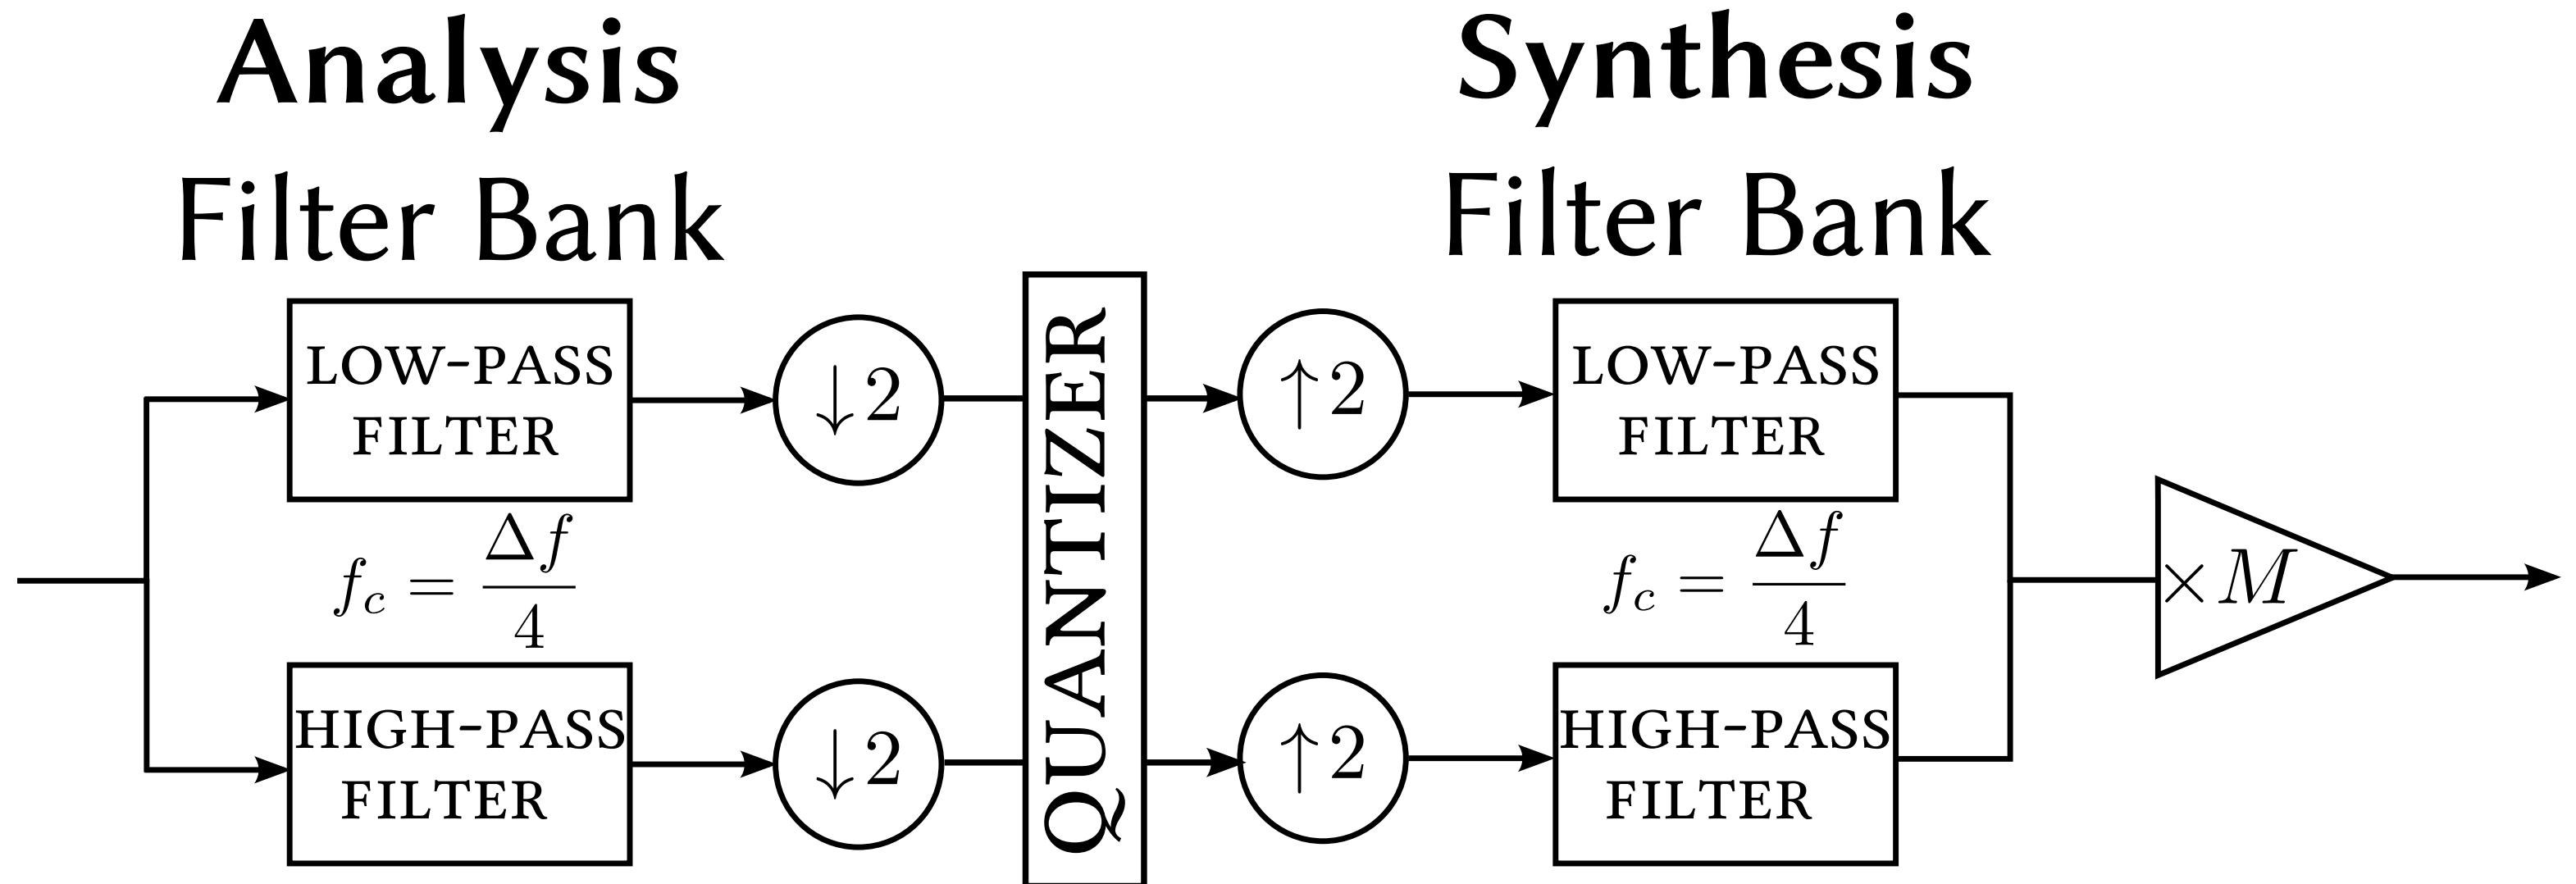 Analysis
Filter Bank
Synthesis
Filter Bank
LOW-PASS
FILTER
↓2
QUANTIZER
↑2
LOW-PASS
FILTER
f_c = Δf/4
f_c = Δf/4
×M
HIGH-PASS
FILTER
↓2
↑2
HIGH-PASS
FILTER